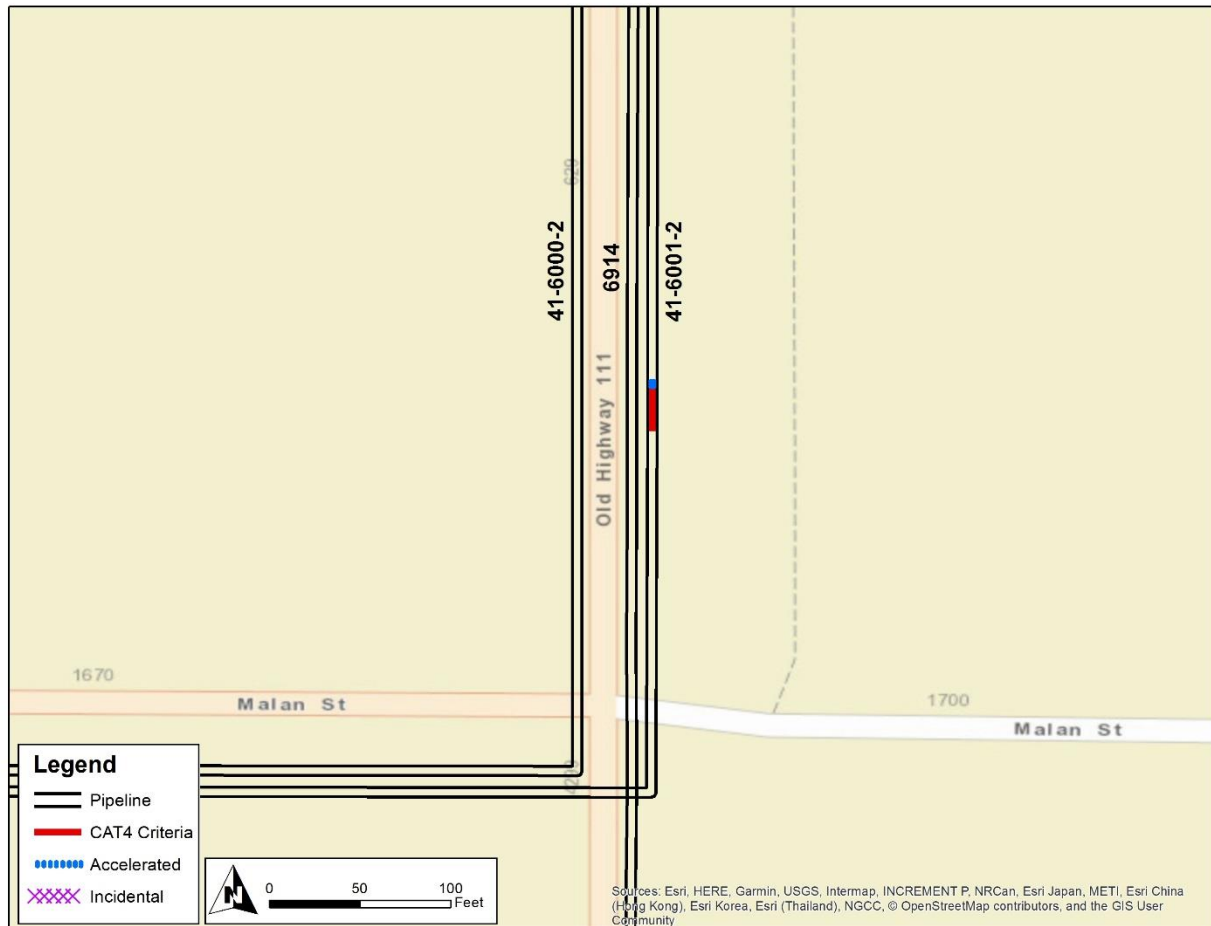 629
41-6000-2
6914
41-6001-2
Old Highway 111
1670
Malan St
1700
Malan St
Legend
Pipeline
CAT4 Criteria
Accelerated
Incidental
N
0 50 100
Feet
Sources: Esri, HERE, Garmin, USGS, Intermap, INCREMENT P, NRCan, Esri Japan, METI, Esri China
(Hong Kong), Esri Korea, Esri (Thailand), NGCC, © OpenStreetMap contributors, and the GIS User
Community